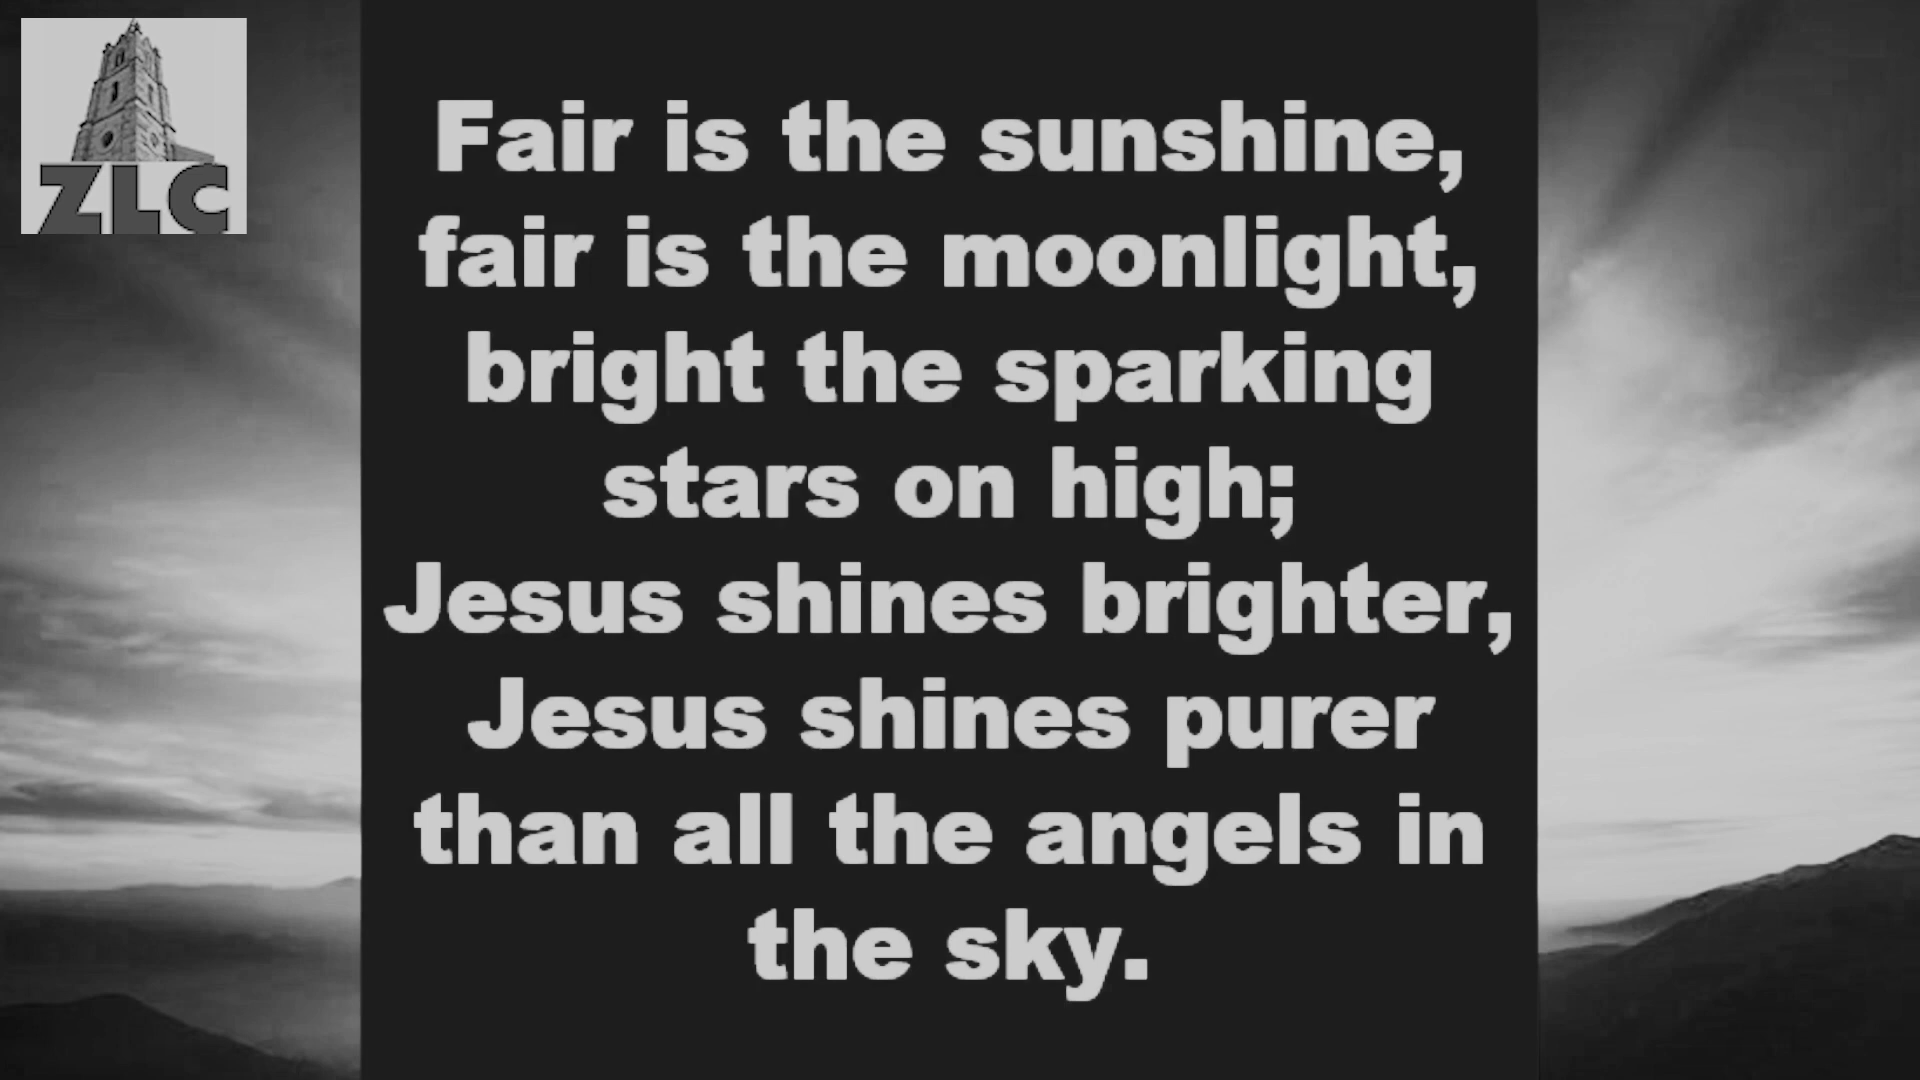 ZLC
Fair is the sunshine,
fair is the moonlight,
bright the sparking
stars on high;
Jesus shines brighter,
Jesus shines purer
than all the angels in
the sky.